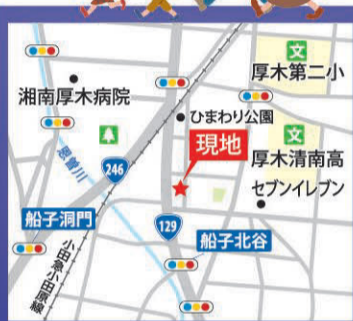 文
厚木第二小
湘南厚木病院
ひまわり公園
現地
文
厚木清南高
セブンイレブン
246
船子洞門
129
船子北谷
小田急小田原線